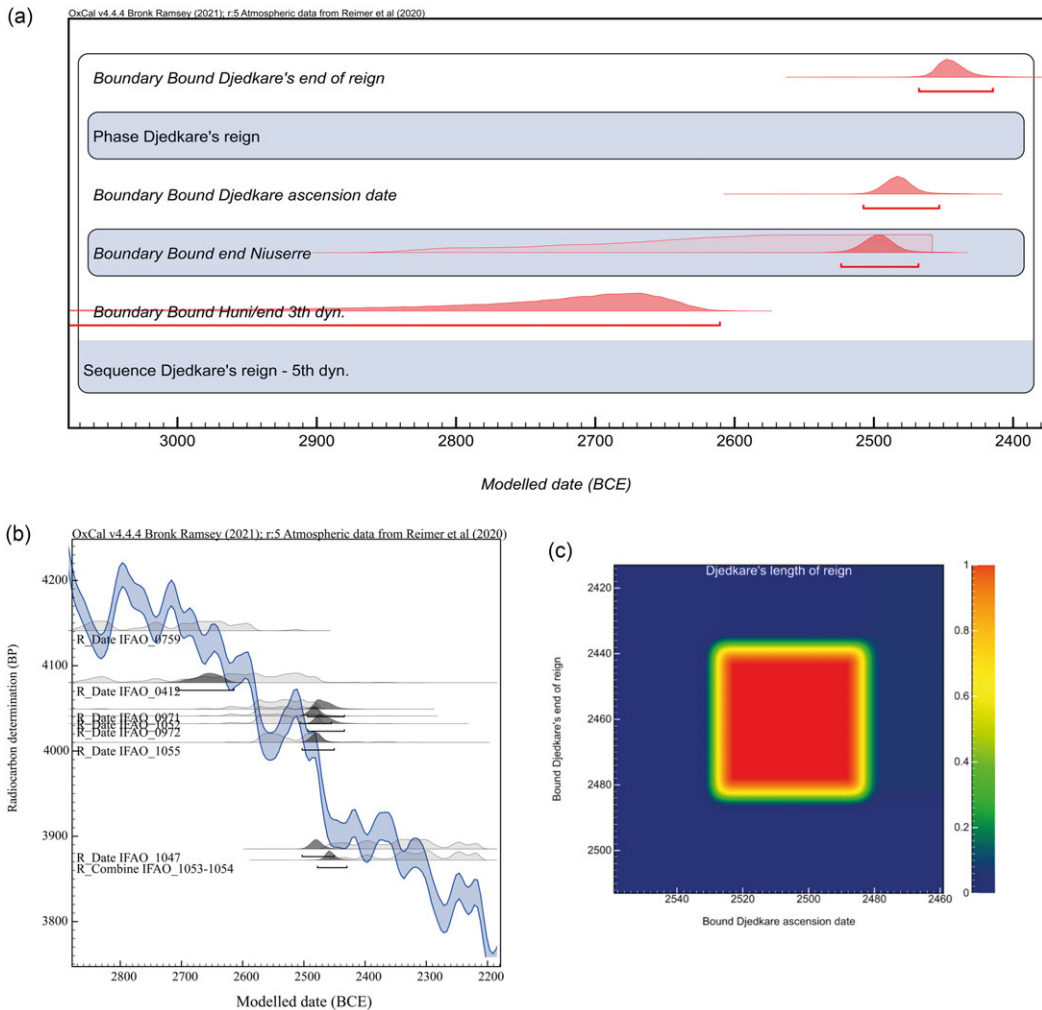 (a)
OxCal v4.4.4 Bronk Ramsey (2021); r:5 Atmospheric data from Reimer et al (2020)
Boundary Bound Djedkare's end of reign
Phase Djedkare's reign
Boundary Bound Djedkare ascension date
Boundary Bound end Niuserre
Boundary Bound Huni/end 3th dyn.
Sequence Djedkare's reign - 5th dyn.
3000 2900 2800 2700 2600 2500 2400
Modelled date (BCE)
(b)
OxCal v4.4.4 Bronk Ramsey (2021); r:5 Atmospheric data from Reimer et al (2020)
Radiocarbon determination (BP)
4200
4100
4000
3900
3800
R_Date IFAO_0759
R_Date IFAO_0412
R_Date IFAO_0971
R_Date IFAO_1052
R_Date IFAO_0972
R_Date IFAO_1055
R_Date IFAO_1047
R_Combine IFAO_1053-1054
2800 2700 2600 2500 2400 2300 2200
Modelled date (BCE)
(c)
Djedkare's length of reign
Bound Djedkare's end of reign
2420
2440
2460
2480
2500
2540 2520 2500 2480 2460
Bound Djedkare ascension date
1
0.8
0.6
0.4
0.2
0